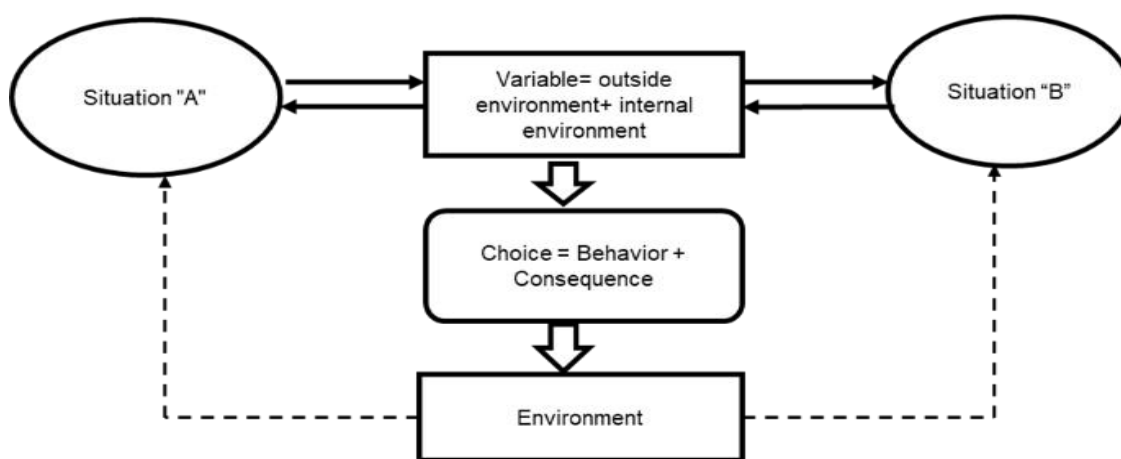 Situation "A"
Variable= outside
environment+ internal
environment
Situation “B”
Choice = Behavior +
Consequence
Environment